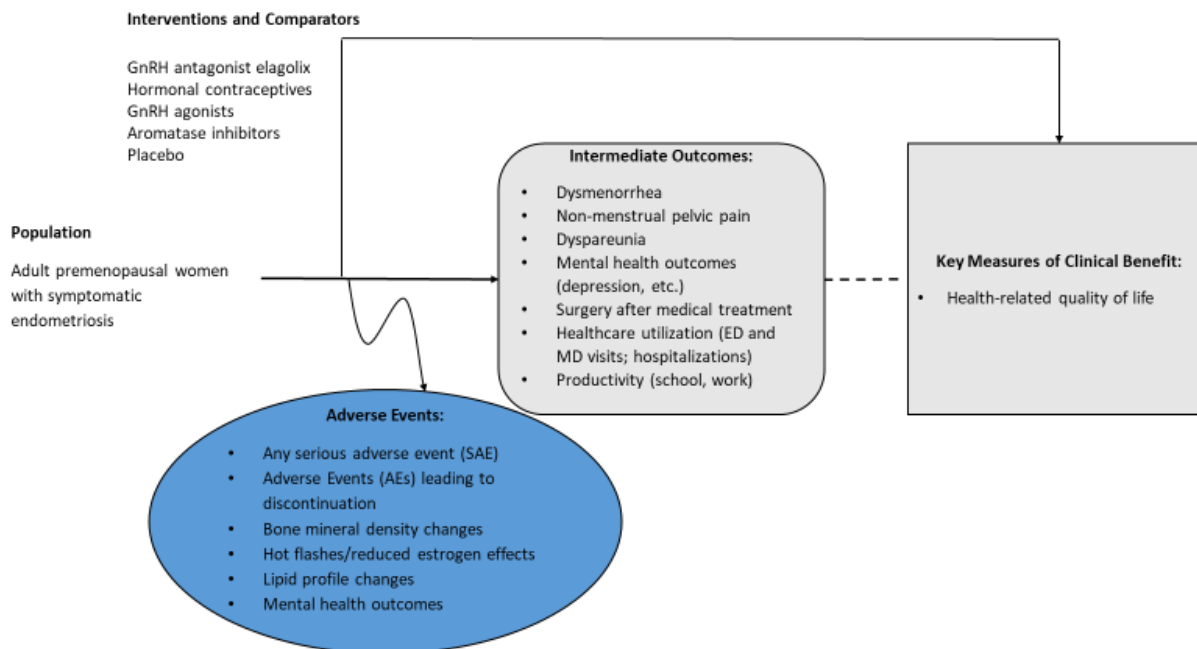 Interventions and Comparators
GnRH antagonist elagolix
Hormonal contraceptives
GnRH agonists
Aromatase inhibitors
Placebo
Population
Adult premenopausal women
with symptomatic
endometriosis
Intermediate Outcomes:
• Dysmenorrhea
• Non-menstrual pelvic pain
• Dyspareunia
• Mental health outcomes
(depression, etc.)
• Surgery after medical treatment
• Healthcare utilization (ED and
MD visits; hospitalizations)
• Productivity (school, work)
Key Measures of Clinical Benefit:
• Health-related quality of life
Adverse Events:
• Any serious adverse event (SAE)
• Adverse Events (AEs) leading to
discontinuation
• Bone mineral density changes
• Hot flashes/reduced estrogen effects
• Lipid profile changes
• Mental health outcomes